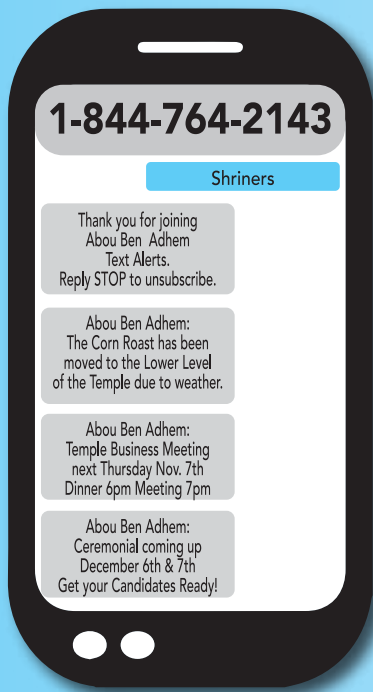 1-844-764-2143
Shriners
Thank you for joining
Abou Ben Adhem
Text Alerts.
Reply STOP to unsubscribe.
Abou Ben Adhem:
The Corn Roast has been
moved to the Lower Level
of the Temple due to weather.
Abou Ben Adhem:
Temple Business Meeting
next Thursday Nov. 7th
Dinner 6pm Meeting 7pm
Abou Ben Adhem:
Ceremonial coming up
December 6th & 7th
Get your Candidates Ready!